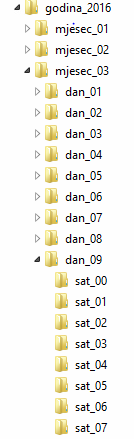 godina_2016
mjesec_01
mjesec_02
mjesec_03
dan_01
dan_02
dan_03
dan_04
dan_05
dan_06
dan_07
dan_08
dan_09
sat_00
sat_01
sat_02
sat_03
sat_04
sat_05
sat_06
sat_07